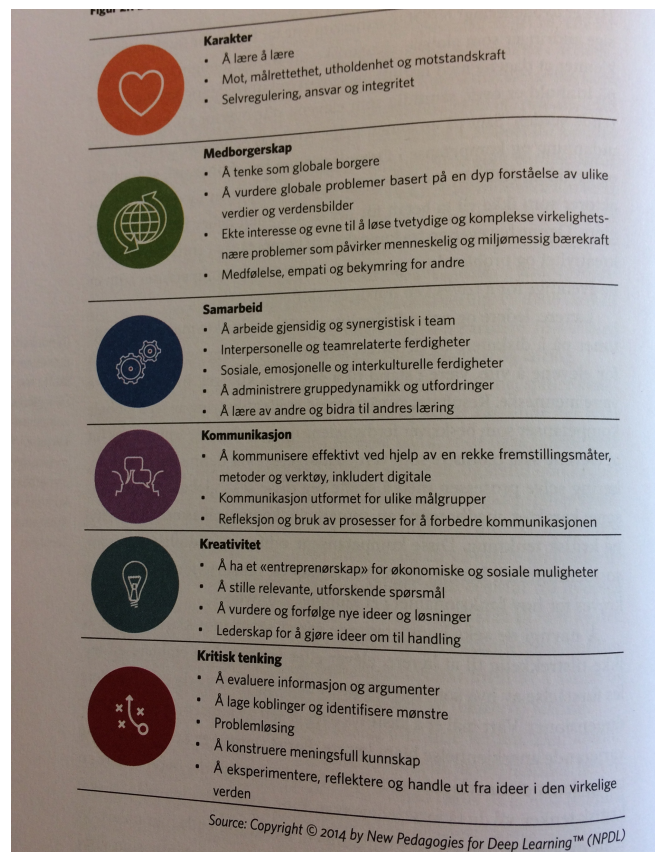 Karakter
• Å lære å lære
• Mot, målrettethet, utholdenhet og motstandskraft
• Selvregulering, ansvar og integritet
Medborgerskap
• Å tenke som globale borgere
• Å vurdere globale problemer basert på en dyp forståelse av ulike
verdier og verdensbilder
• Ekte interesse og evne til å løse tvetydige og komplekse virkelighets-
nære problemer som påvirker menneskelig og miljømessig bærekraft
• Medfølelse, empati og bekymring for andre
Samarbeid
• Å arbeide gjensidig og synergistisk i team
• Interpersonelle og teamrelaterte ferdigheter
• Sosiale, emosjonelle og interkulturelle ferdigheter
• Å administrere gruppedynamikk og utfordringer
• Å lære av andre og bidra til andres læring
Kommunikasjon
• Å kommunisere effektivt ved hjelp av en rekke fremstillingsmåter,
metoder og verktøy, inkludert digitale
• Kommunikasjon utformet for ulike målgrupper
• Refleksjon og bruk av prosesser for å forbedre kommunikasjonen
Kreativitet
• Å ha et «entreprenørskap» for økonomiske og sosiale muligheter
• Å stille relevante, utforskende spørsmål
• Å vurdere og forfølge nye ideer og løsninger
• Lederskap for å gjøre ideer om til handling
Kritisk tenking
• Å evaluere informasjon og argumenter
• Å lage koblinger og identifisere mønstre
• Problemløsing
• Å konstruere meningsfull kunnskap
• Å eksperimentere, reflektere og handle ut fra ideer i den virkelige
verden
Source: Copyright © 2014 by New Pedagogies for Deep Learning™ (NPDL)